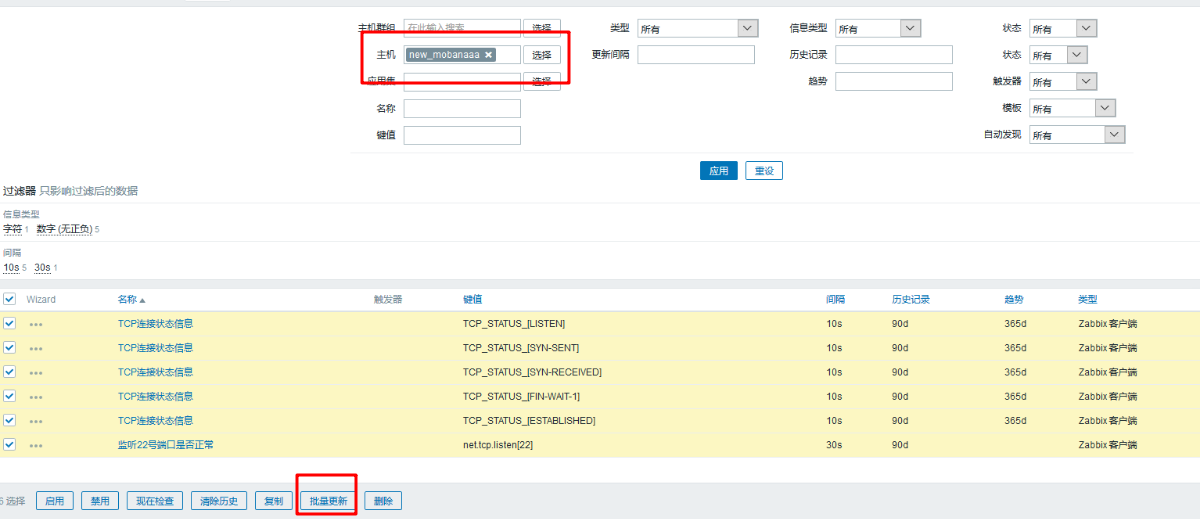 主机群组 在此输入搜索 选择 类型 所有 信息类型 所有 状态 所有
主机 new_mobanaaa ✖ 选择 更新间隔 历史记录 状态 所有
应用集 选择 趋势 触发器 所有
名称 模板 所有
键值 自动发现 所有
应用 重设
过滤器 只影响过滤后的数据
信息类型
字符 1 数字 (无正负) 5
间隔
10s 5 30s 1
Wizard 名称 触发器 键值 间隔 历史记录 趋势 类型
TCP连接状态信息 TCP_STATUS_[LISTEN] 10s 90d 365d Zabbix 客户端
TCP连接状态信息 TCP_STATUS_[SYN-SENT] 10s 90d 365d Zabbix 客户端
TCP连接状态信息 TCP_STATUS_[SYN-RECEIVED] 10s 90d 365d Zabbix 客户端
TCP连接状态信息 TCP_STATUS_[FIN-WAIT-1] 10s 90d 365d Zabbix 客户端
TCP连接状态信息 TCP_STATUS_[ESTABLISHED] 10s 90d 365d Zabbix 客户端
监听22号端口是否正常 net.tcp.listen[22] 30s 90d Zabbix 客户端
6 选择 启用 禁用 现在检查 清除历史 复制 批量更新 删除